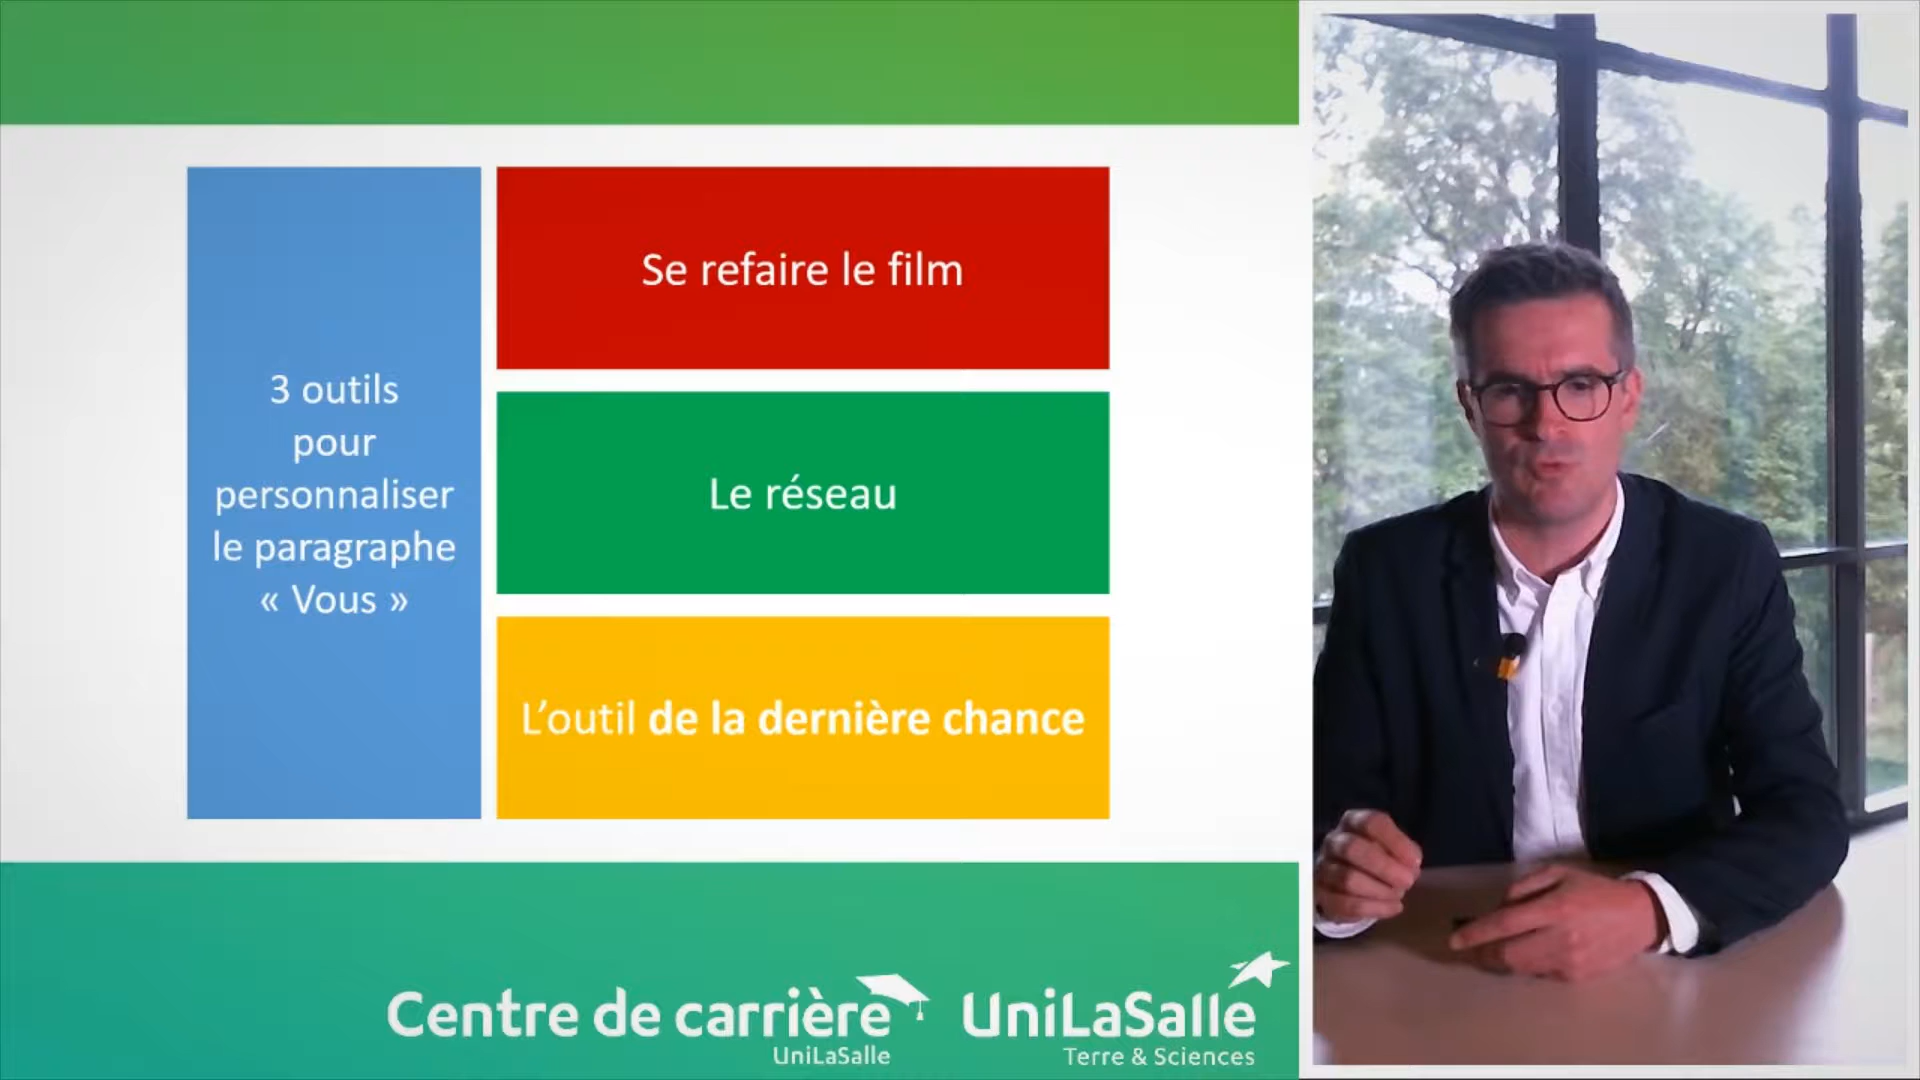 3 outils
pour
personnaliser
le paragraphe
« Vous »
Se refaire le film
Le réseau
L’outil de la dernière chance
Centre de carrière
UniLaSalle
UniLaSalle
Terre & Sciences